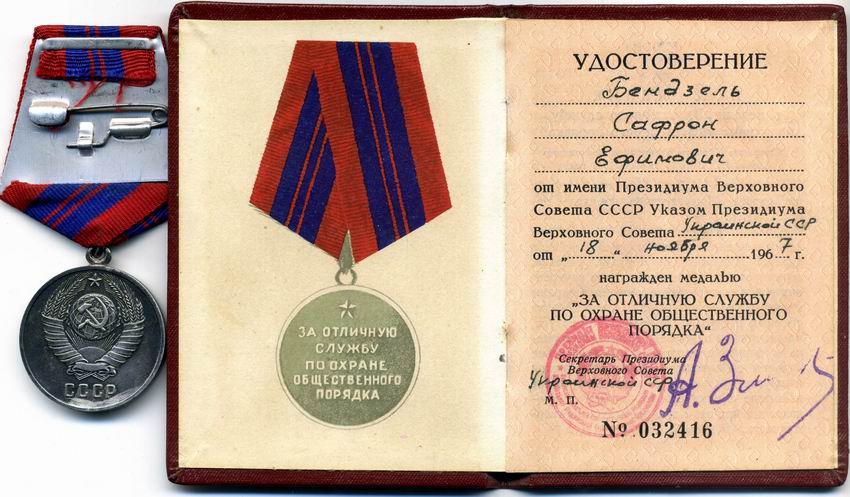 СССР
ЗА ОТЛИЧНУЮ
СЛУЖБУ
ПО ОХРАНЕ
ОБЩЕСТВЕННОГО
ПОРЯДКА
УДОСТОВЕРЕНИЕ
Бендзель
Сафрон
Ефимович
от имени Президиума Верховного
Совета СССР Указом Президиума
Верховного Совета Украинской ССР
от „ 18 “ ноября 1967 г.
награжден медалью
„ЗА ОТЛИЧНУЮ СЛУЖБУ
ПО ОХРАНЕ ОБЩЕСТВЕННОГО
ПОРЯДКА“
Секретарь Президиума
Верховного Совета
Украинской ССР
М. П.
№ 032416